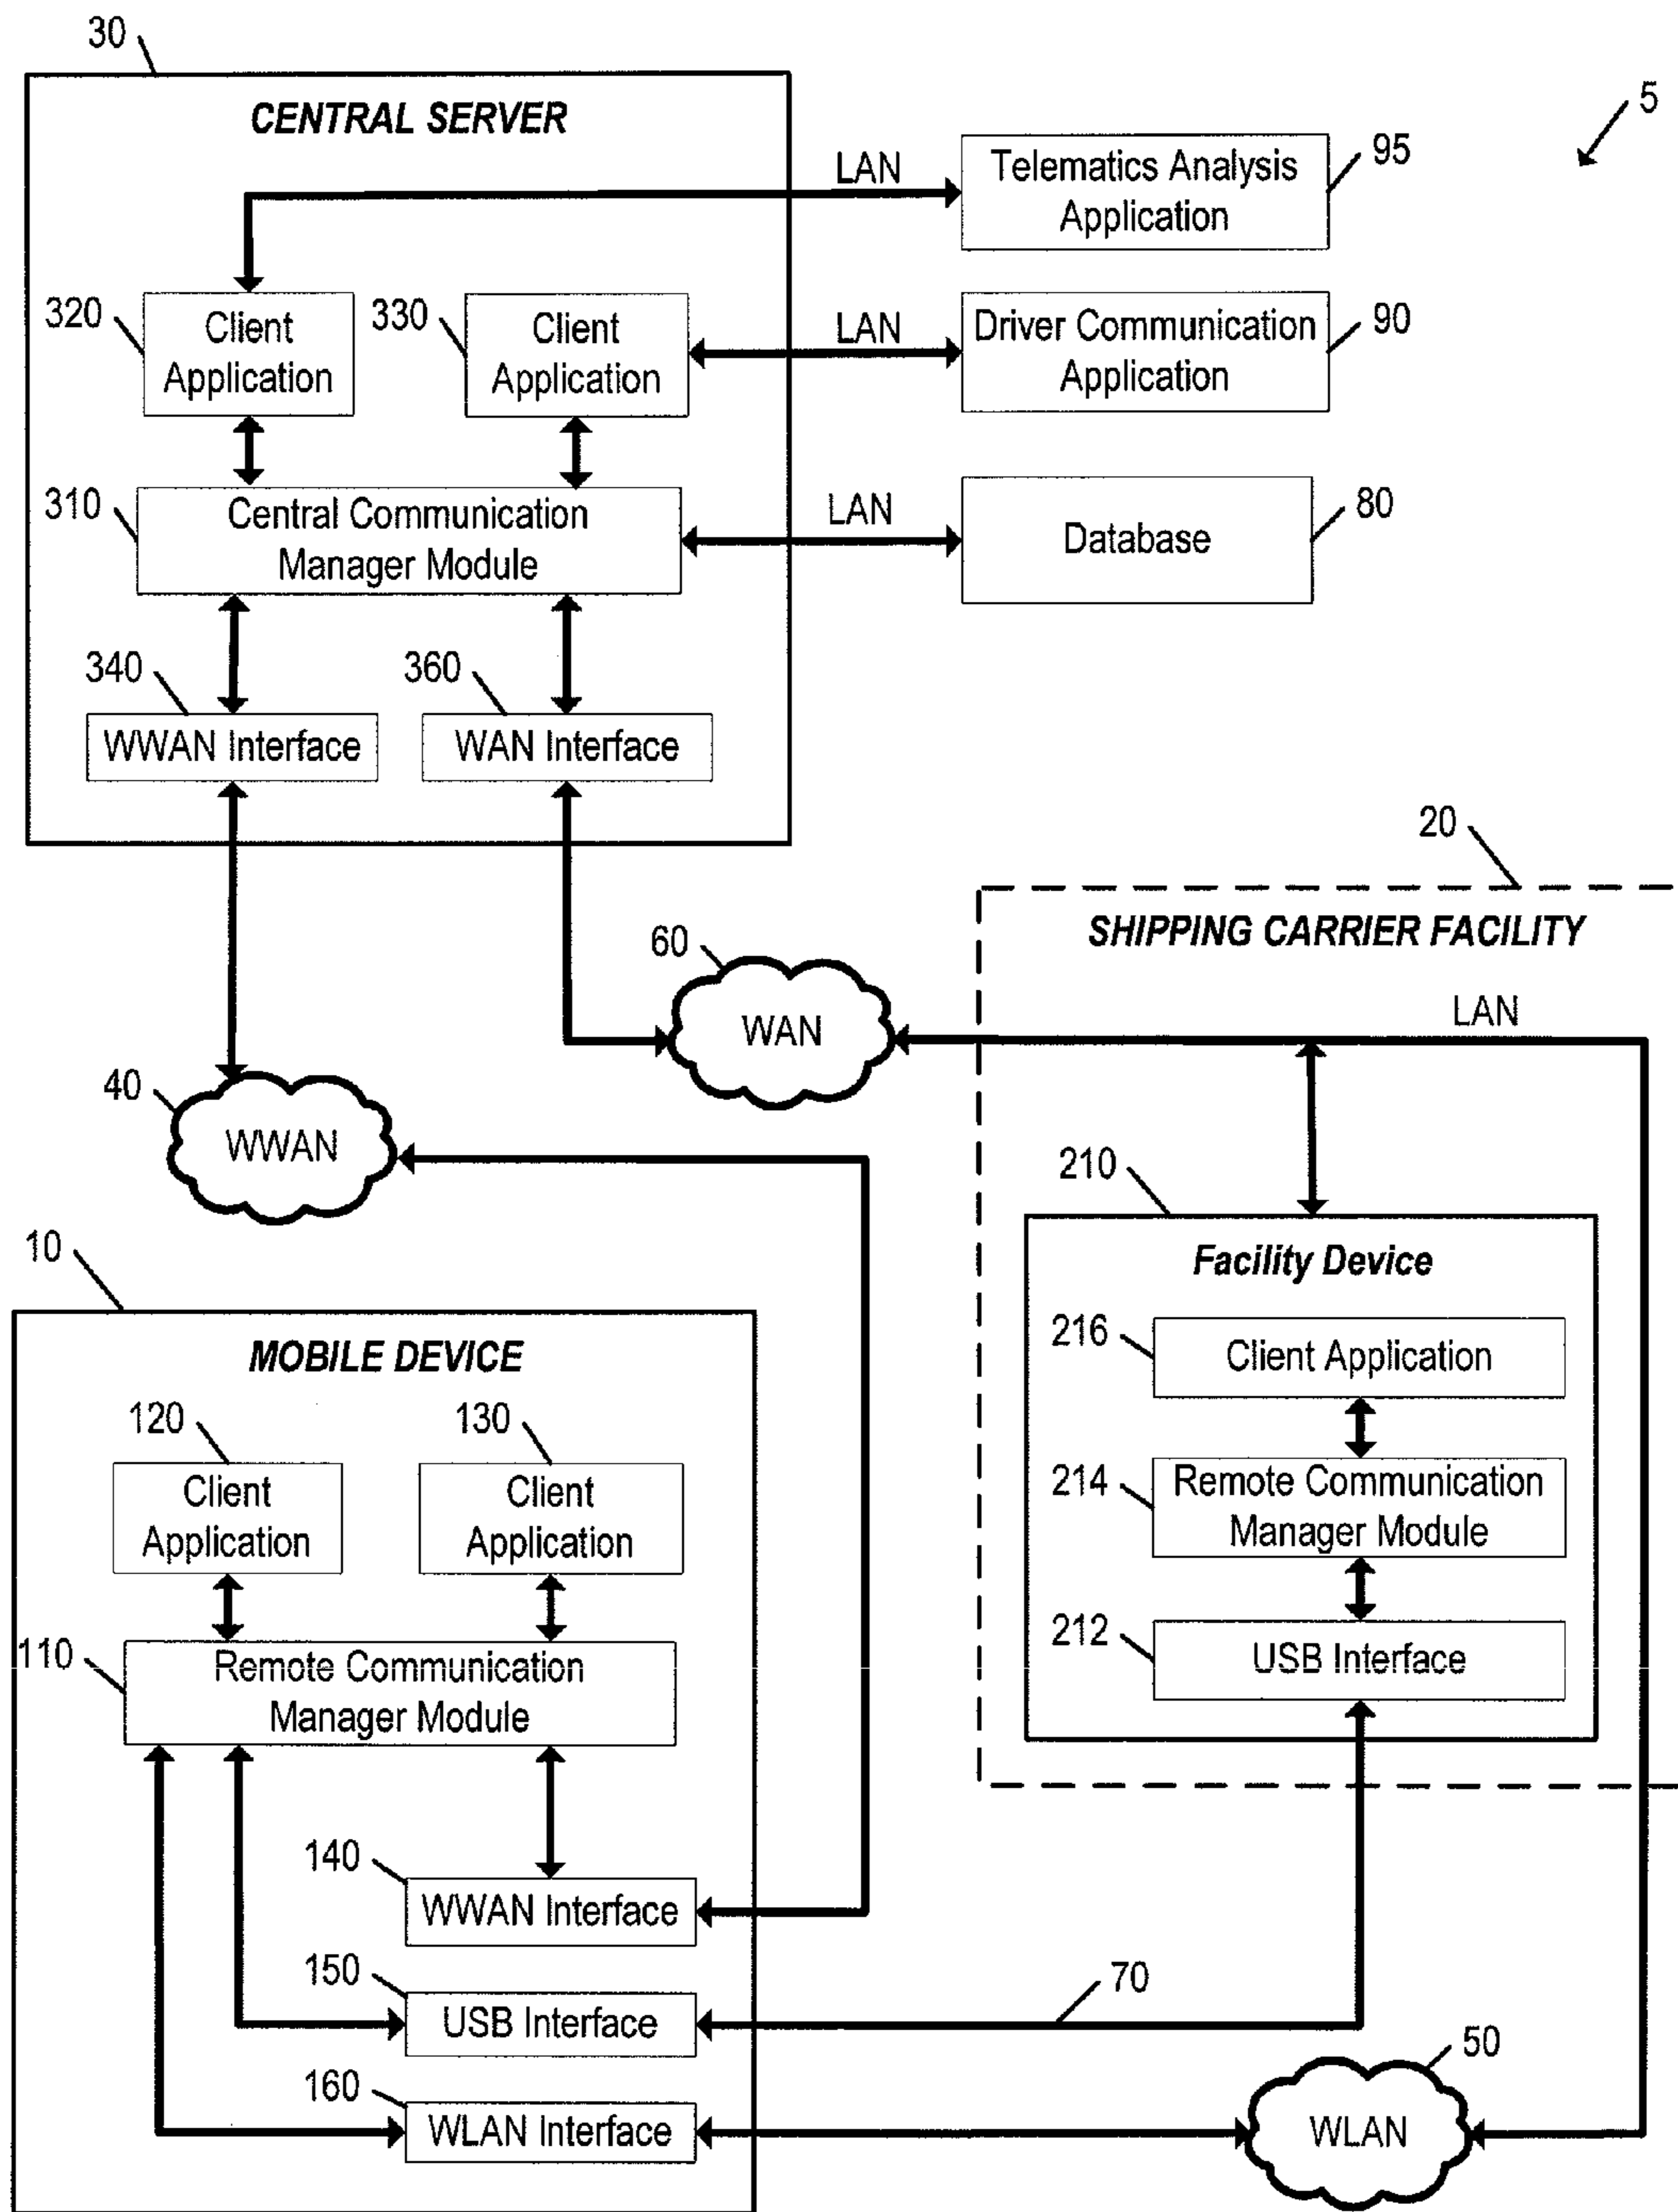 30
CENTRAL SERVER
5
LAN
Telematics Analysis
Application
95
320
Client
Application
330
Client
Application
LAN
Driver Communication
Application
90
310
Central Communication
Manager Module
LAN
Database
80
340
WWAN Interface
360
WAN Interface
20
SHIPPING CARRIER FACILITY
60
WAN
LAN
40
WWAN
210
Facility Device
216
Client Application
214
Remote Communication
Manager Module
212
USB Interface
10
MOBILE DEVICE
120
Client
Application
130
Client
Application
110
Remote Communication
Manager Module
140
WWAN Interface
150
USB Interface
70
160
WLAN Interface
50
WLAN